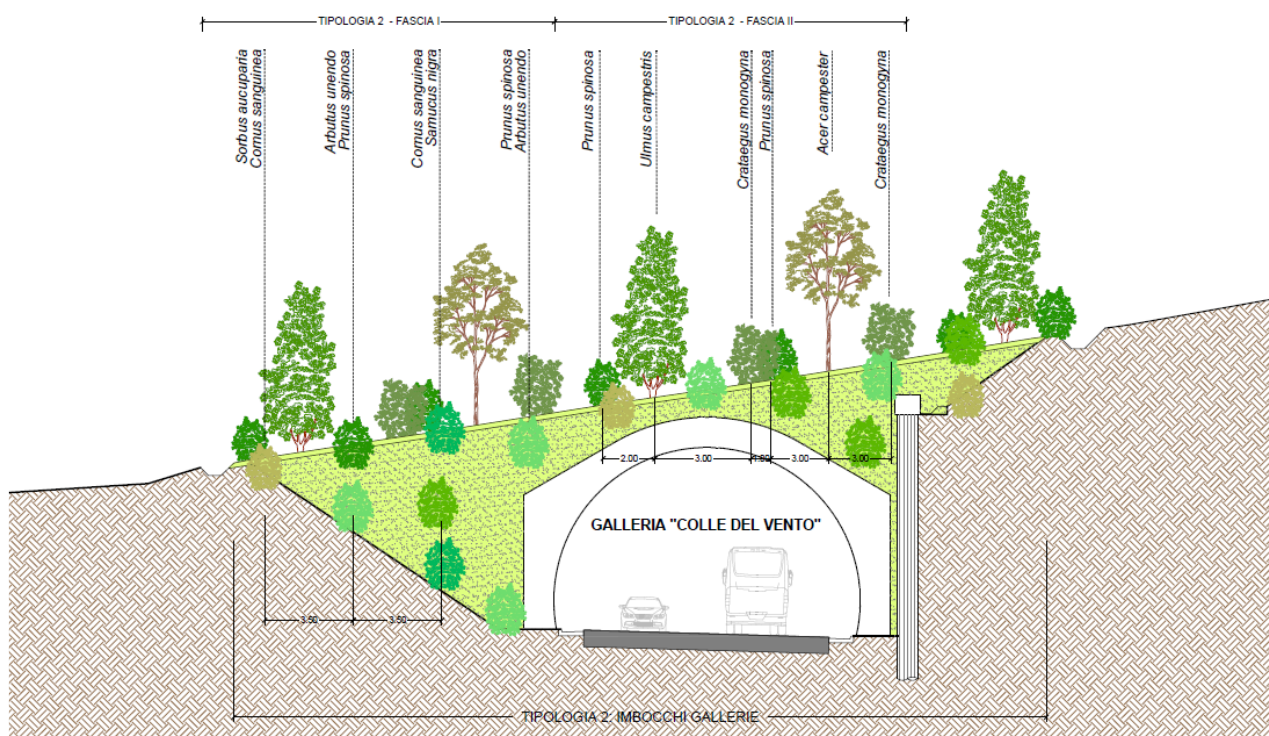 TIPOLOGIA 2 - FASCIA I
TIPOLOGIA 2 - FASCIA II
Sorbus aucuparia
Cornus sanguinea
Arbutus unendo
Prunus spinosa
Cornus sanguinea
Samucus nigra
Prunus spinosa
Arbutus unendo
Prunus spinosa
Ulmus campestris
Crataegus monogyna
Prunus spinosa
Acer campester
Crataegus monogyna
2.00
3.00
1.00
3.00
3.00
GALLERIA "COLLE DEL VENTO"
3.50
3.50
TIPOLOGIA 2: IMBOCCHI GALLERIE